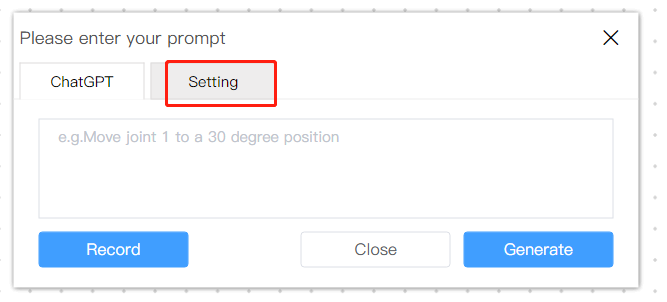 Please enter your prompt
ChatGPT Setting
e.g.Move joint 1 to a 30 degree position
Record Close Generate